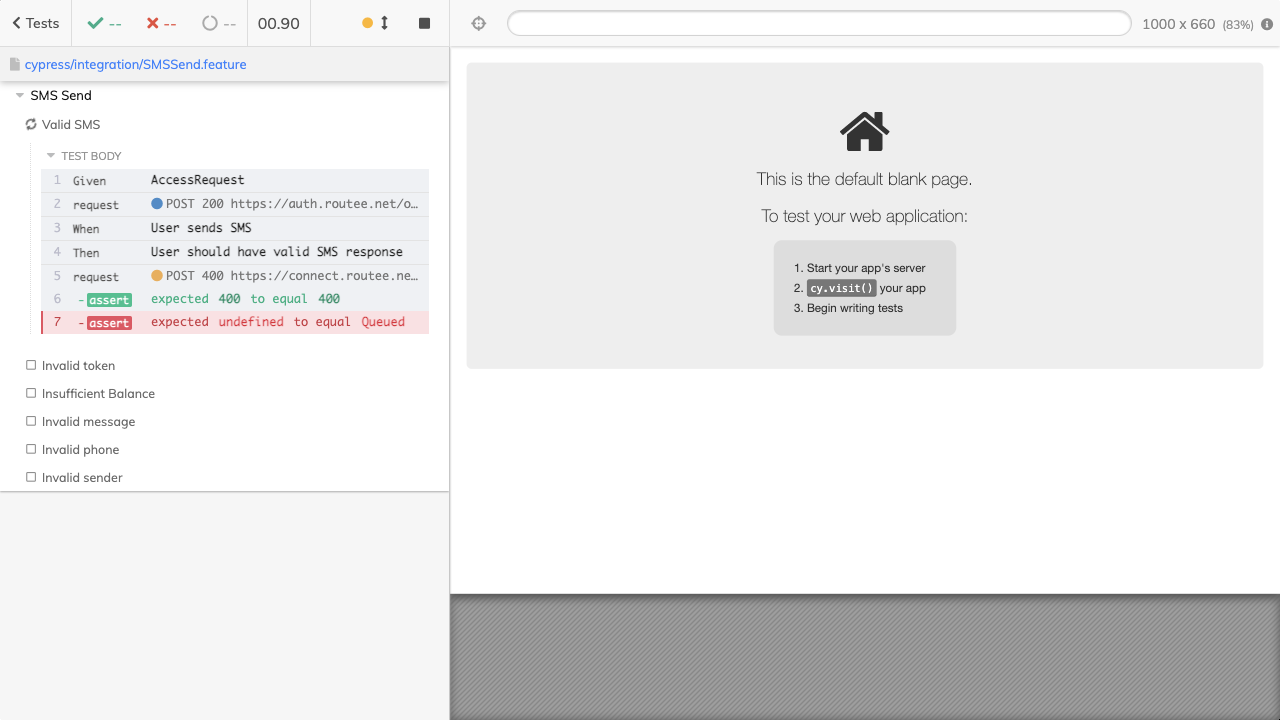 Tests -- -- -- 00.90
cypress/integration/SMSSend.feature
SMS Send
Valid SMS
TEST BODY
1 Given AccessRequest
2 request POST 200 https://auth.routee.net/o…
3 When User sends SMS
4 Then User should have valid SMS response
5 request POST 400 https://connect.routee.ne…
6 -assert expected 400 to equal 400
7 -assert expected undefined to equal Queued
Invalid token
Insufficient Balance
Invalid message
Invalid phone
Invalid sender
1000 x 660 (83%)
This is the default blank page.
To test your web application:
1. Start your app's server
2. cy.visit() your app
3. Begin writing tests